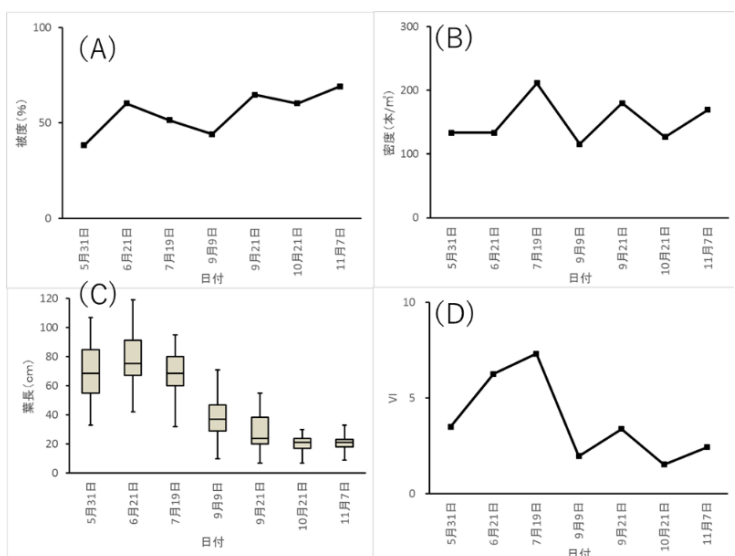 (A)
100
50
0
被度(%)
5月31日
6月21日
7月19日
9月9日
9月21日
10月21日
11月7日
日付
(B)
300
200
100
0
密度(本/㎡)
5月31日
6月21日
7月19日
9月9日
9月21日
10月21日
11月7日
日付
(C)
120
100
80
60
40
20
0
葉長(cm)
5月31日
6月21日
7月19日
9月9日
9月21日
10月21日
11月7日
日付
(D)
10
5
0
VI
5月31日
6月21日
7月19日
9月9日
9月21日
10月21日
11月7日
日付